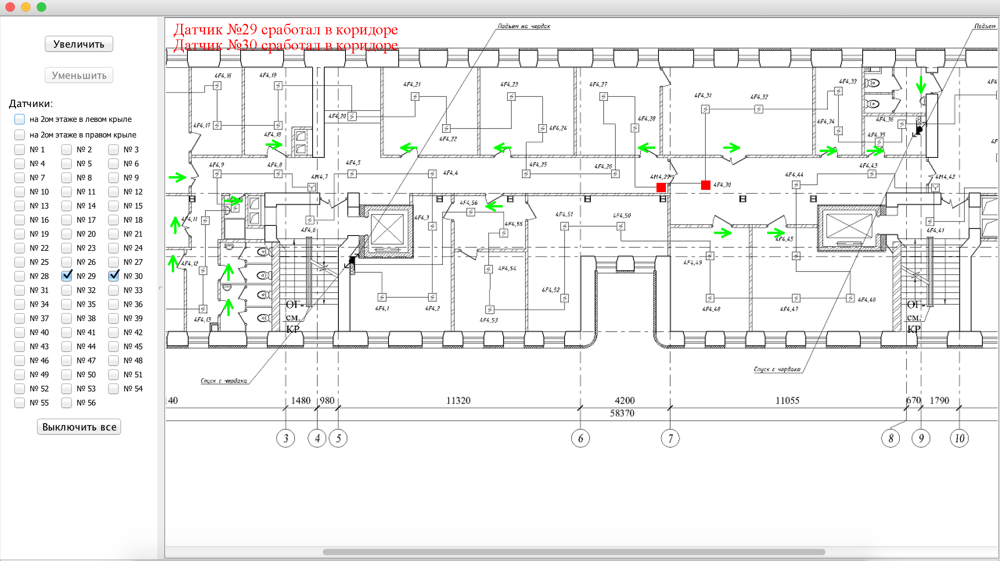 Увеличить
Уменьшить
Датчики:
на 2ом этаже в левом крыле
на 2ом этаже в правом крыле
№ 1 № 2 № 3
№ 4 № 5 № 6
№ 7 № 8 № 9
№ 10 № 11 № 12
№ 13 № 14 № 15
№ 16 № 17 № 18
№ 19 № 20 № 21
№ 22 № 23 № 24
№ 25 № 26 № 27
№ 28 № 29 № 30
№ 31 № 32 № 33
№ 34 № 35 № 36
№ 37 № 38 № 39
№ 40 № 41 № 42
№ 43 № 44 № 45
№ 46 № 47 № 48
№ 49 № 50 № 51
№ 52 № 53 № 54
№ 55 № 56
Выключить все
Датчик №29 сработал в коридоре
Датчик №30 сработал в коридоре
Подъем на чердак
Подъем
4F4,16
4F4,19
4F4,21
4F4,23
4F4,27
4F4,31
4F4,32
4F4,33
4F4,20
4F4,17
4F4,18
4F4,22
4F4,24
4F4,28
4F4,34
4F4,36
4F4,35
4F4,9
4F4,8
4M4,7
4F4,5
4F4,4
4F4,25
4F4,26
4M4,29
4F4,30
4F4,44
4F4,43
4M4,42
4F4,11
4F4,6
4F4,3
4F4,56
4F4,55
4F4,51
4F4,50
4F4,45
4F4,41
4F4,12
4F4,54
4F4,49
4F4,52
4F4,46
4F4,13
4F4,1
4F4,2
4F4,53
4F4,48
4F4,47
ОГ-
см.
КР
ОГ-
см.
КР
Спуск с чердака
Спуск с чердака
140 1480 980 11320 4200 11055 670 1790
58370
3 4 5 6 7 8 9 10